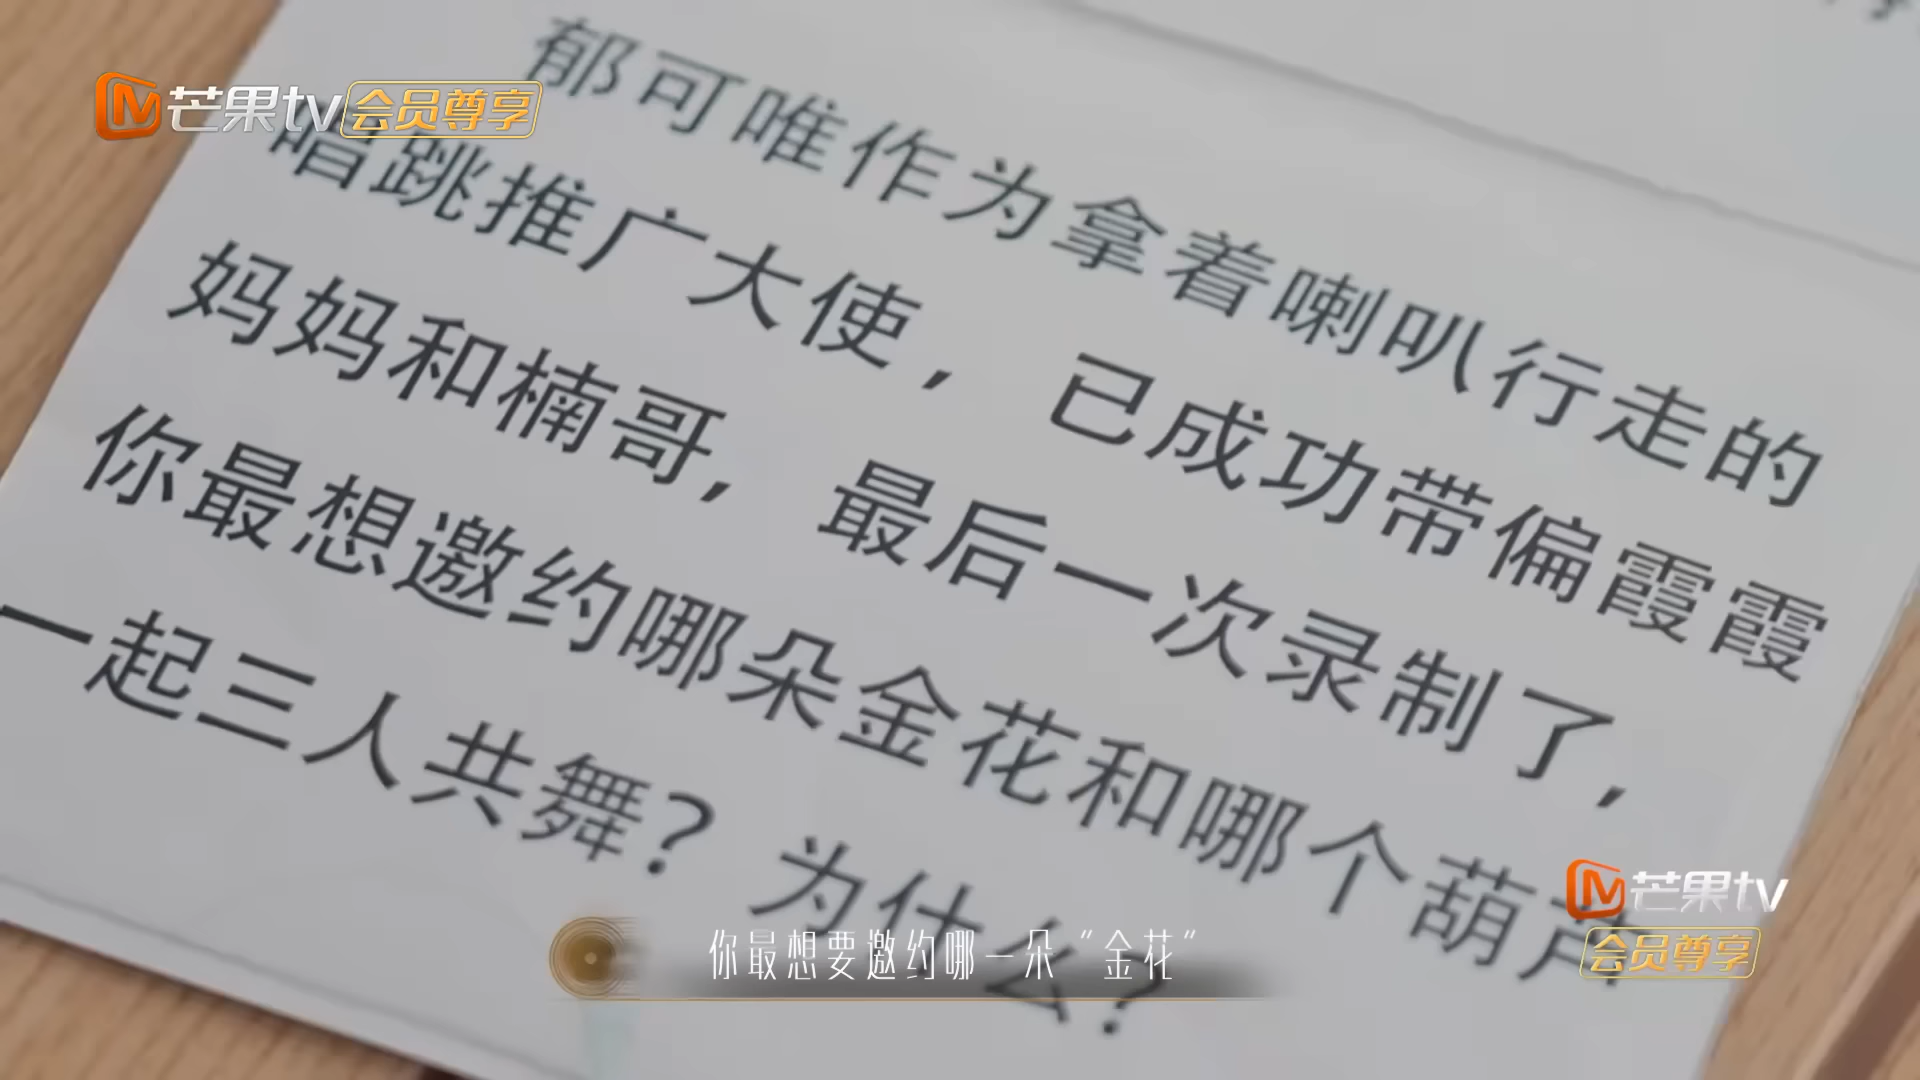 芒果tv会员尊享
郁可唯作为拿着喇叭行走的
唱跳推广大使，已成功带偏霞霞
妈妈和楠哥，最后一次录制了，
你最想邀约哪朵金花和哪个葫芦
一起三人共舞？为什么？
芒果tv
会员尊享
你最想要邀约哪一朵“金花“